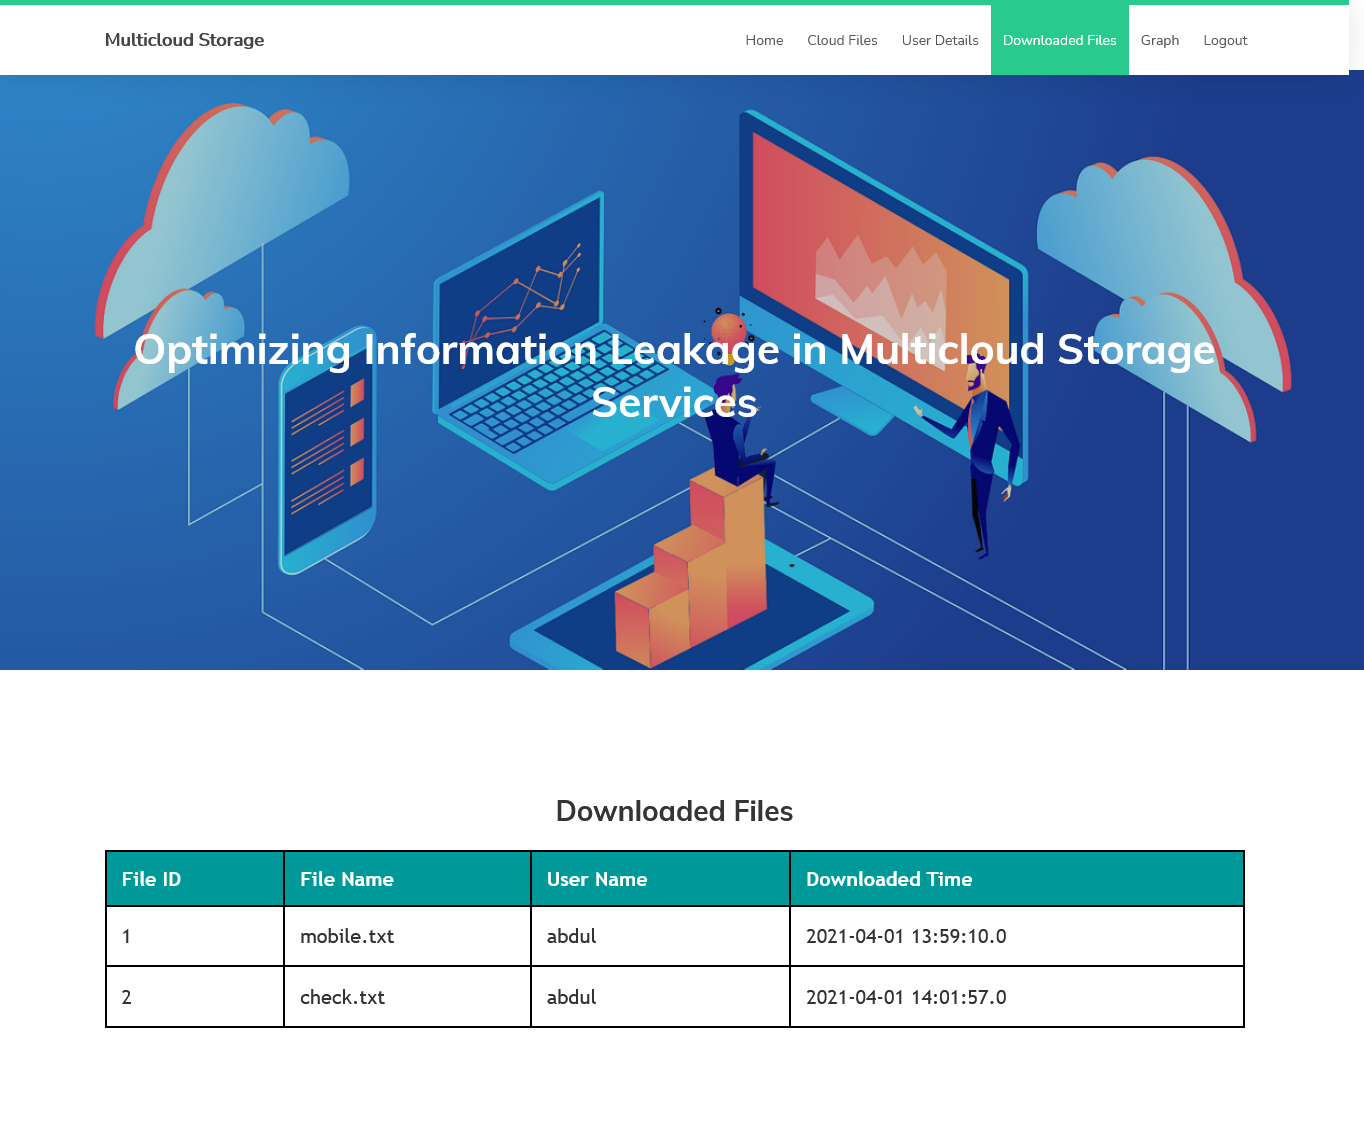 Multicloud Storage
Home Cloud Files User Details Downloaded Files Graph Logout
Optimizing Information Leakage in Multicloud Storage
Services
Downloaded Files
File ID File Name User Name Downloaded Time
1 mobile.txt abdul 2021-04-01 13:59:10.0
2 check.txt abdul 2021-04-01 14:01:57.0